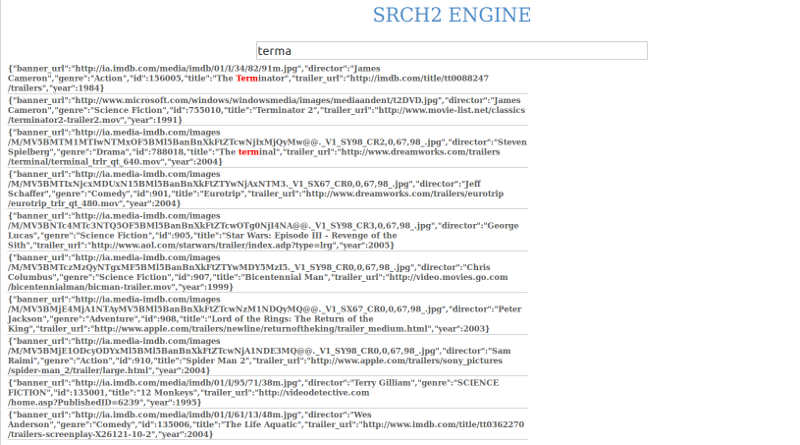 SRCH2 ENGINE
terma
{"banner_url":"http://ia.imdb.com/media/imdb/01/I/34/82/91m.jpg","director":"James
Cameron","genre":"Action","id":156005,"title":"The Terminator","trailer_url":"http://imdb.com/title/tt0088247
/trailers","year":1984}
{"banner_url":"http://www.microsoft.com/windows/windowsmedia/images/mediaandent/t2DVD.jpg","director":"James
Cameron","genre":"Science Fiction","id":755010,"title":"Terminator 2","trailer_url":"http://www.movie-list.net/classics
/terminator2-trailer2.mov","year":1991}
{"banner_url":"http://ia.media-imdb.com/images
/M/MV5BMTM1MTIwNTMxOF5BMl5BanBnXkFtZTcwNjIxMjQyMw@@._V1_SY98_CR2,0,67,98_.jpg","director":"Steven
Spielberg","genre":"Drama","id":788018,"title":"The terminal","trailer_url":"http://www.dreamworks.com/trailers
/terminal/terminal_trlr_qt_640.mov","year":2004}
{"banner_url":"http://ia.media-imdb.com/images
/M/MV5BMTIxNjcxMDUxN15BMl5BanBnXkFtZTYwNjAxNTM3._V1_SX67_CR0,0,67,98_.jpg","director":"Jeff
Schaffer","genre":"Comedy","id":901,"title":"Eurotrip","trailer_url":"http://www.dreamworks.com/trailers/eurotrip
/eurotrip_trlr_qt_480.mov","year":2004}
{"banner_url":"http://ia.media-imdb.com/images
/M/MV5BNTc4MTc3NTQ5OF5BMl5BanBnXkFtZTcwOTg0NjI4NA@@._V1_SY98_CR3,0,67,98_.jpg","director":"George
Lucas","genre":"Science Fiction","id":905,"title":"Star Wars: Episode III - Revenge of the
Sith","trailer_url":"http://www.aol.com/starwars/trailer/index.adp?type=lrg","year":2005}
{"banner_url":"http://ia.media-imdb.com/images
/M/MV5BMTczMzQyNTgxMF5BMl5BanBnXkFtZTYwMDY5MzI5._V1_SY98_CR0,0,67,98_.jpg","director":"Chris
Columbus","genre":"Science Fiction","id":907,"title":"Bicentennial Man","trailer_url":"http://video.movies.go.com
/bicentennialman/bicman-trailer.mov","year":1999}
{"banner_url":"http://ia.media-imdb.com/images
/M/MV5BMjE4MjA1NTAyMV5BMl5BanBnXkFtZTcwNzM1NDQyMQ@@._V1_SX67_CR0,0,67,98_.jpg","director":"Peter
Jackson","genre":"Adventure","id":908,"title":"Lord of the Rings: The Return of the
King","trailer_url":"http://www.apple.com/trailers/newline/returnoftheking/trailer_medium.html","year":2003}
{"banner_url":"http://ia.media-imdb.com/images
/M/MV5BMjE1ODcyODYxMl5BMl5BanBnXkFtZTcwNjA1NDE3MQ@@._V1_SY98_CR0,0,67,98_.jpg","director":"Sam
Raimi","genre":"Action","id":910,"title":"Spider Man 2","trailer_url":"http://www.apple.com/trailers/sony_pictures
/spider-man_2/trailer/large.html","year":2004}
{"banner_url":"http://ia.imdb.com/media/imdb/01/I/95/71/38m.jpg","director":"Terry Gilliam","genre":"SCIENCE
FICTION","id":135001,"title":"12 Monkeys","trailer_url":"http://videodetective.com
/home.asp?PublishedID=6239","year":1995}
{"banner_url":"http://ia.imdb.com/media/imdb/01/I/61/13/48m.jpg","director":"Wes
Anderson","genre":"Comedy","id":135006,"title":"The Life Aquatic","trailer_url":"http://www.imdb.com/title/tt0362270
/trailers-screenplay-X26121-10-2","year":2004}